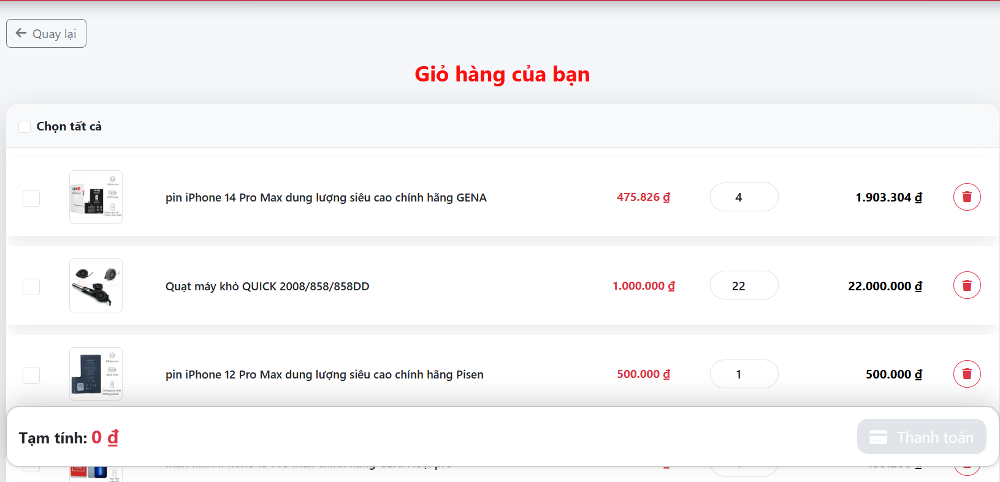 Quay lại
Giỏ hàng của bạn
Chọn tất cả
pin iPhone 14 Pro Max dung lượng siêu cao chính hãng GENA 475.826 ₫ 4 1.903.304 ₫
Quạt máy khò QUICK 2008/858/858DD 1.000.000 ₫ 22 22.000.000 ₫
pin iPhone 12 Pro Max dung lượng siêu cao chính hãng Pisen 500.000 ₫ 1 500.000 ₫
Tạm tính: 0 ₫
Thanh toán